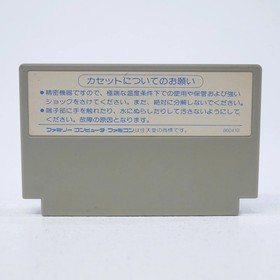 カセットについてのお願い
●精密機器ですので、極端な温度条件下での使用や保管および強い
ショックをさけてください。また、絶対に分解しないでください。
●端子部に手を触れたり、水にぬらしたりして汚さないようにして
ください。故障の原因となります。
ファミリーコンピュータ・ファミコンは任天堂の商標です。